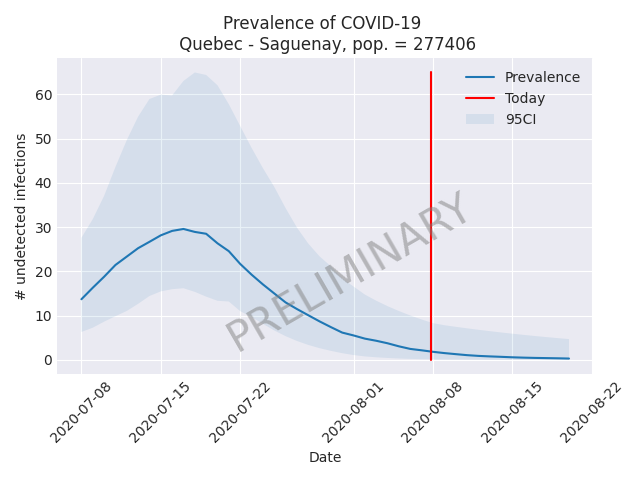 Prevalence of COVID-19
Quebec - Saguenay, pop. = 277406
# undetected infections
60
50
40
30
20
10
0
Prevalence
Today
95CI
PRELIMINARY
2020-07-08
2020-07-15
2020-07-22
2020-08-01
2020-08-08
2020-08-15
2020-08-22
Date